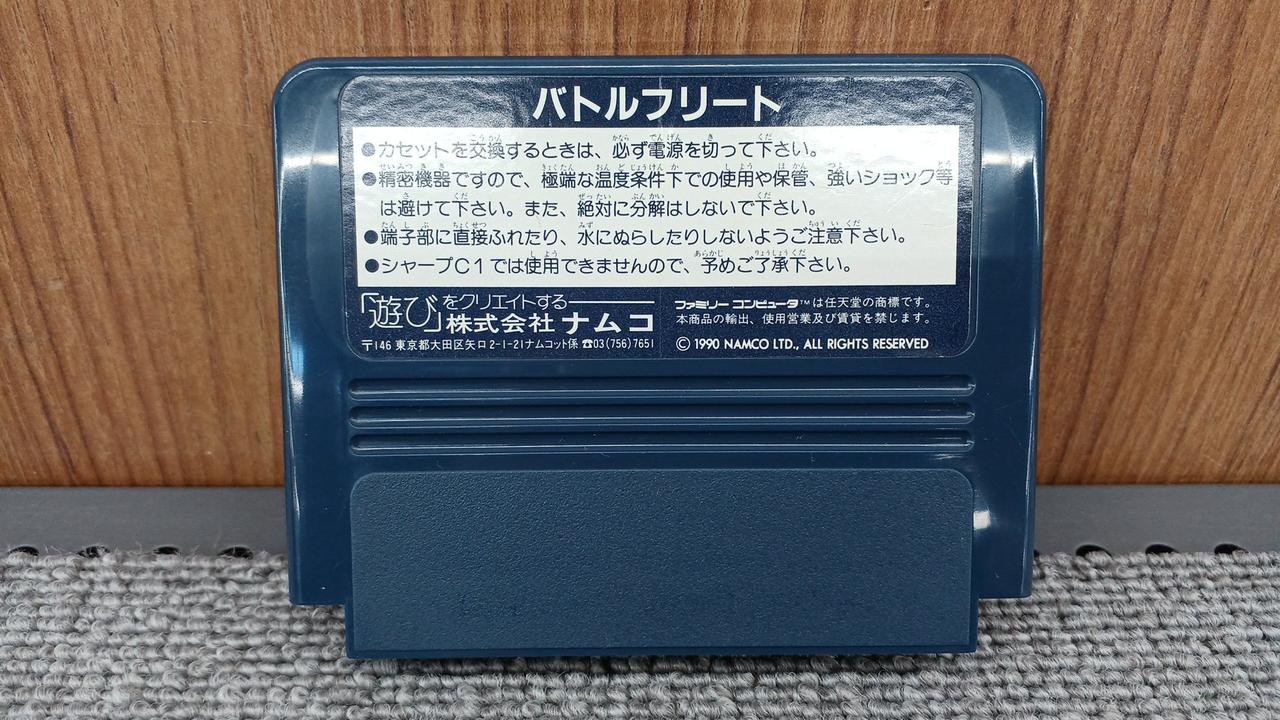 バトルフリート
●カセットを交換するときは、必ず電源を切って下さい。
●精密機器ですので、極端な温度条件下での使用や保管、強いショック等
は避けて下さい。また、絶対に分解はしないで下さい。
●端子部に直接ふれたり、水にぬらしたりしないようご注意下さい。
●シャープC1では使用できませんので、予めご了承下さい。
「遊び」をクリエイトする
株式会社 ナムコ
〒146 東京都大田区矢口2-1-21ナムコット係 ☎03(756)7651
ファミリーコンピュータ™は任天堂の商標です。
本商品の輸出、使用営業及び賃貸を禁じます。
© 1990 NAMCO LTD., ALL RIGHTS RESERVED